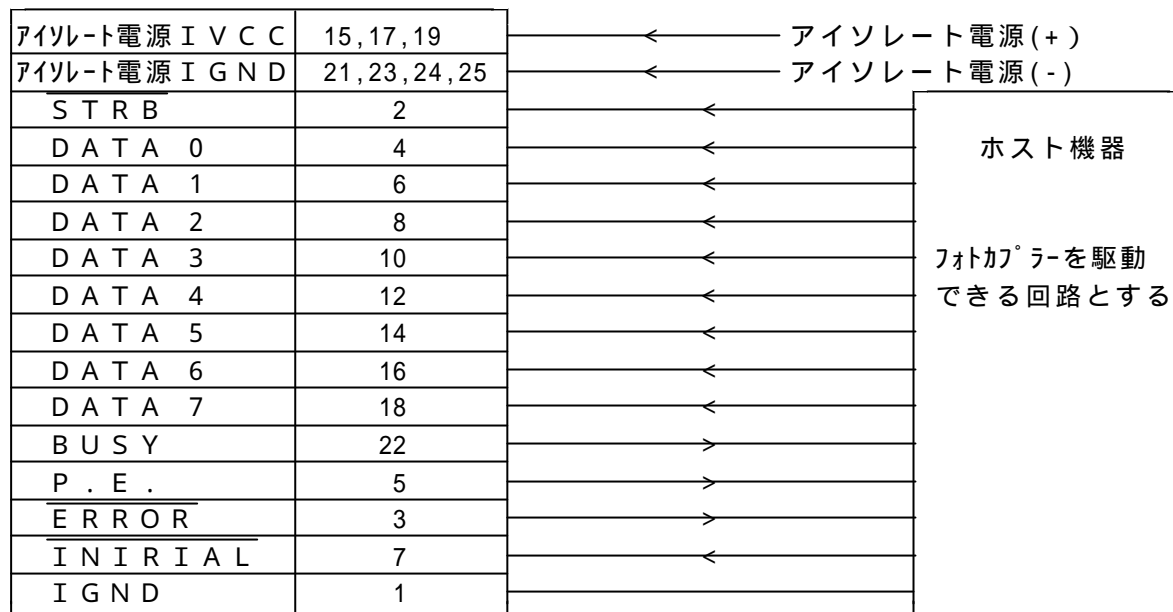 ｱｲｿﾚｰﾄ電源ＩＶＣＣ 15,17,19 アイソレート電源(+)
ｱｲｿﾚｰﾄ電源ＩＧＮＤ 21,23,24,25 アイソレート電源(-)
ＳＴＲＢ 2
ＤＡＴＡ 0 4 ホスト機器
ＤＡＴＡ 1 6
ＤＡＴＡ 2 8
ＤＡＴＡ 3 10 ﾌｫﾄｶﾌﾟﾗｰを駆動
ＤＡＴＡ 4 12 できる回路とする
ＤＡＴＡ 5 14
ＤＡＴＡ 6 16
ＤＡＴＡ 7 18
ＢＵＳＹ 22
Ｐ.Ｅ. 5
ＥＲＲＯＲ 3
ＩＮＩＲＩＡＬ 7
ＩＧＮＤ 1